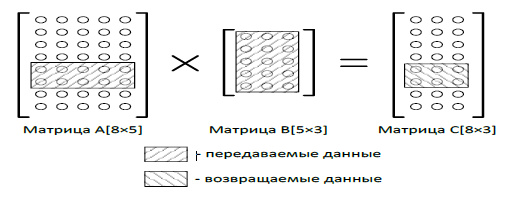 Матрица A[8×5]
Матрица B[5×3]
Матрица C[8×3]
- передаваемые данные
- возвращаемые данные